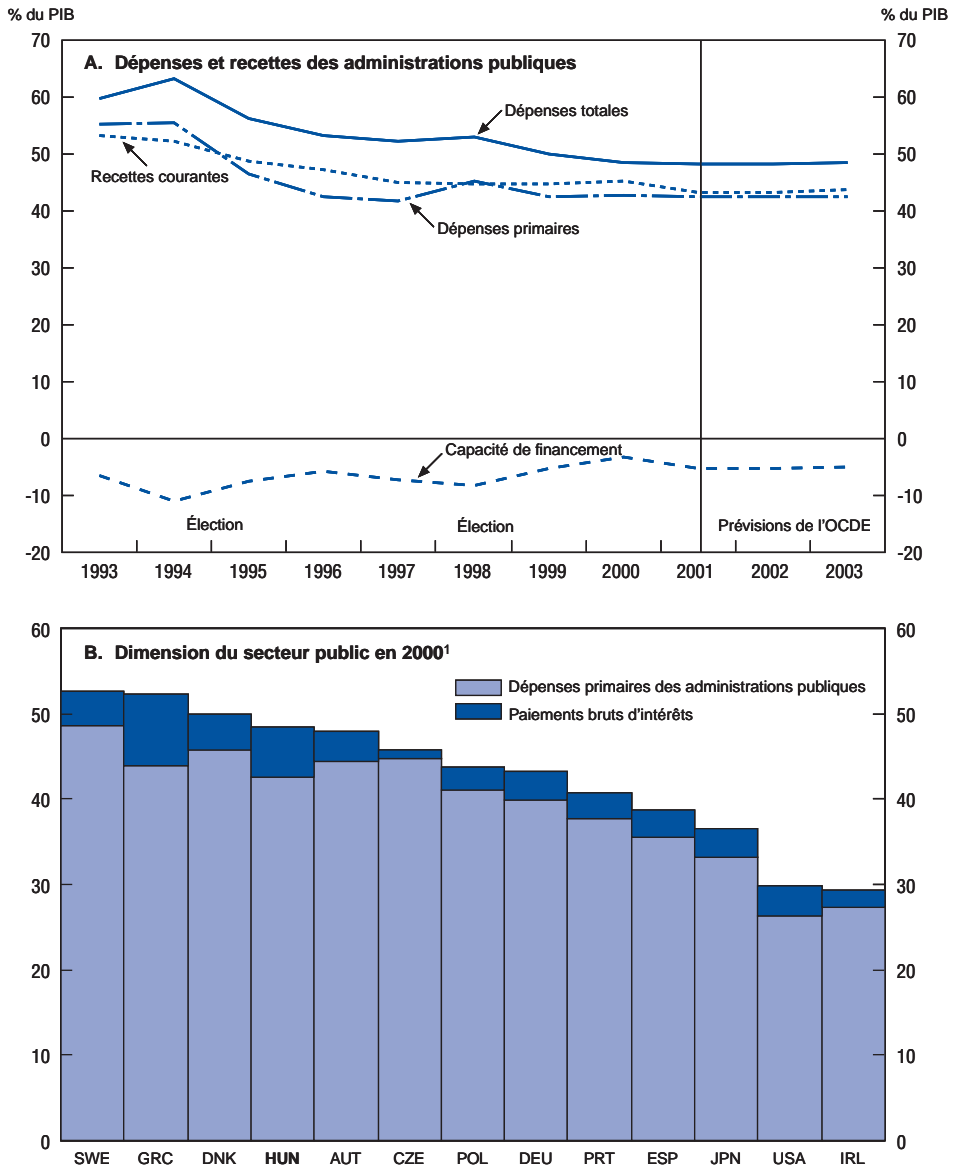 % du PIB % du PIB
70 70
A. Dépenses et recettes des administrations publiques
60 60
Dépenses totales
50 50
Recettes courantes
40 40
Dépenses primaires
30 30
20 20
10 10
0 0
Capacité de financement
-10 -10
Élection Élection Prévisions de l'OCDE
-20 -20
1993 1994 1995 1996 1997 1998 1999 2000 2001 2002 2003
60 60
B. Dimension du secteur public en 2000¹
Dépenses primaires des administrations publiques
50 Paiements bruts d'intérêts 50
40 40
30 30
20 20
10 10
0 0
SWE GRC DNK HUN AUT CZE POL DEU PRT ESP JPN USA IRL